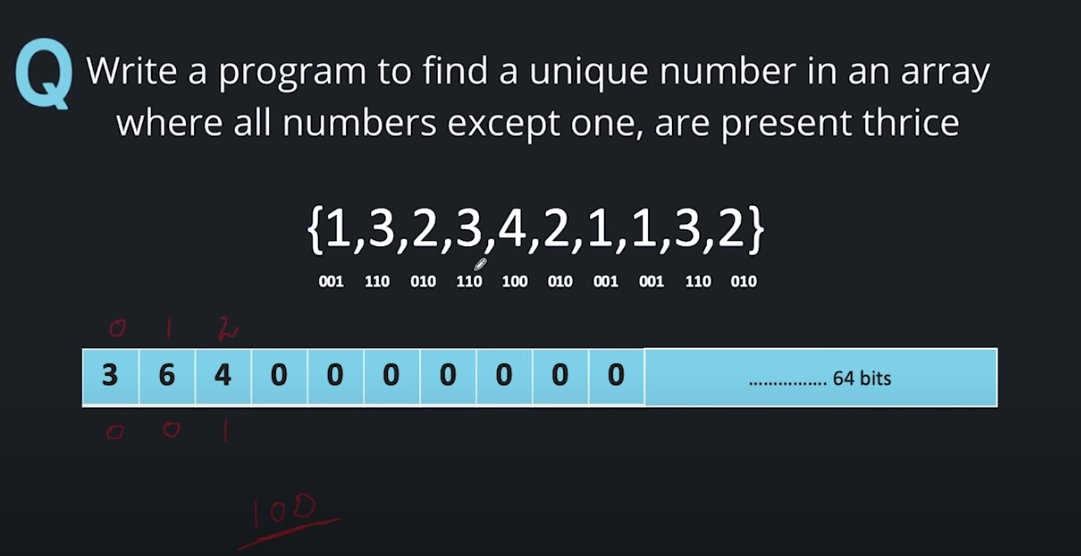 Q Write a program to find a unique number in an array
where all numbers except one, are present thrice
{1,3,2,3,4,2,1,1,3,2}
001 110 010 110 100 010 001 001 110 010
0 1 2
3 6 4 0 0 0 0 0 0 0 ................ 64 bits
0 0 1
100